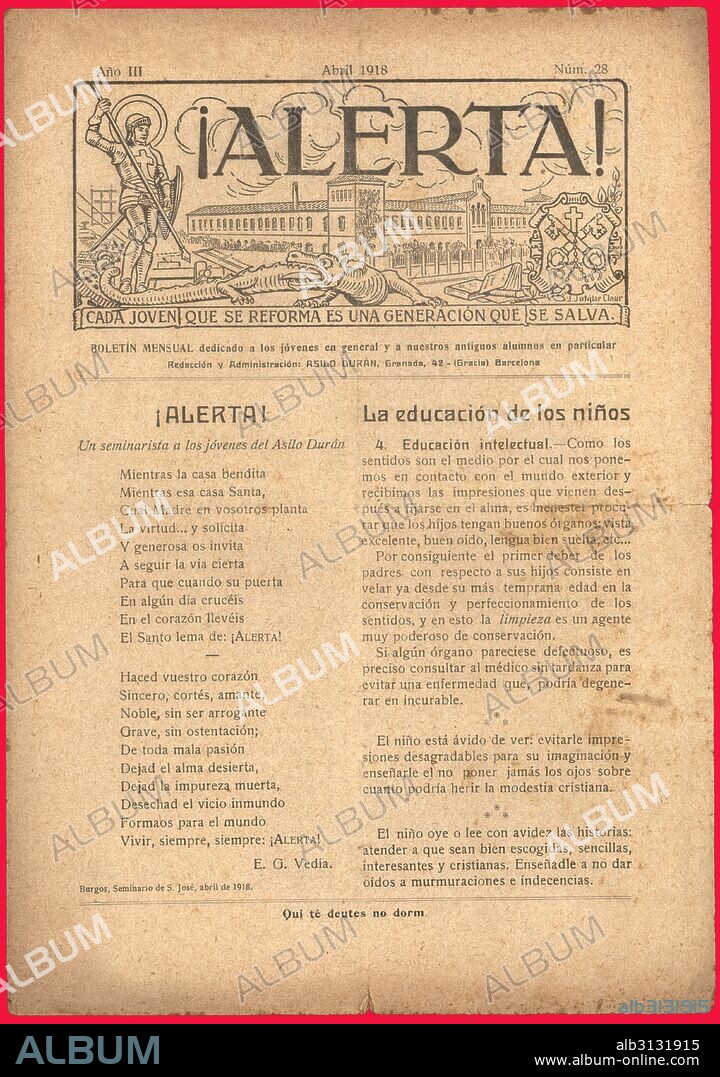 Año III Abril 1918 Núm. 28
¡ALERTA!
J. Jutglar Claur
CADA JOVEN QUE SE REFORMA ES UNA GENERACIÓN QUE SE SALVA.
BOLETÍN MENSUAL dedicado a los jóvenes en general y a nuestros antiguos alumnos en particular
Redacción y Administración: ASILO DURÁN, Granada, 42 - (Gracia) Barcelona
¡ALERTA!
Un seminarista a los jóvenes del Asilo Durán
Mientras la casa bendita
Mientras esa casa Santa,
Cual Madre en vosotros planta
La virtud... y solícita
Y generosa os invita
A seguir la vía cierta
Para que cuando su puerta
En algún día crucéis
En el corazón llevéis
El Santo lema de: ¡ALERTA!
—
Haced vuestro corazón
Sincero, cortés, amante,
Noble, sin ser arrogante
Grave, sin ostentación;
De toda mala pasión
Dejad el alma desierta,
Dejad la impureza muerta,
Desechad el vicio inmundo
Formaos para el mundo
Vivir, siempre, siempre: ¡ALERTA!
E. G. Vedia.
Burgos, Seminario de S. José, abril de 1918.
La educación de los niños
4. Educación intelectual.—Como los
sentidos son el medio por el cual nos pone-
mos en contacto con el mundo exterior y
recibimos las impresiones que vienen des-
pués a fijarse en el alma, es menester procu-
rar que los hijos tengan buenos órganos: vista
excelente, buen oído, lengua bien suelta, etc...
Por consiguiente el primer deber de los
padres con respecto a sus hijos consiste en
velar ya desde su más temprana edad en la
conservación y perfeccionamiento de los
sentidos, y en esto la limpieza es un agente
muy poderoso de conservación.
Si algún órgano pareciese defectuoso, es
preciso consultar al médico sin tardanza para
evitar una enfermedad que, podría degene-
rar en incurable.
* * *
El niño está ávido de ver: evitarle impre-
siones desagradables para su imaginación y
enseñarle el no poner jamás los ojos sobre
cuanto podría herir la modestia cristiana.
* * *
El niño oye o lee con avidez las historias:
atender a que sean bien escogidas, sencillas,
interesantes y cristianas. Enseñadle a no dar
oídos a murmuraciones e indecencias.
Qui té deutes no dorm
alb3131915
ALBUM
alb3131915
www.album-online.com